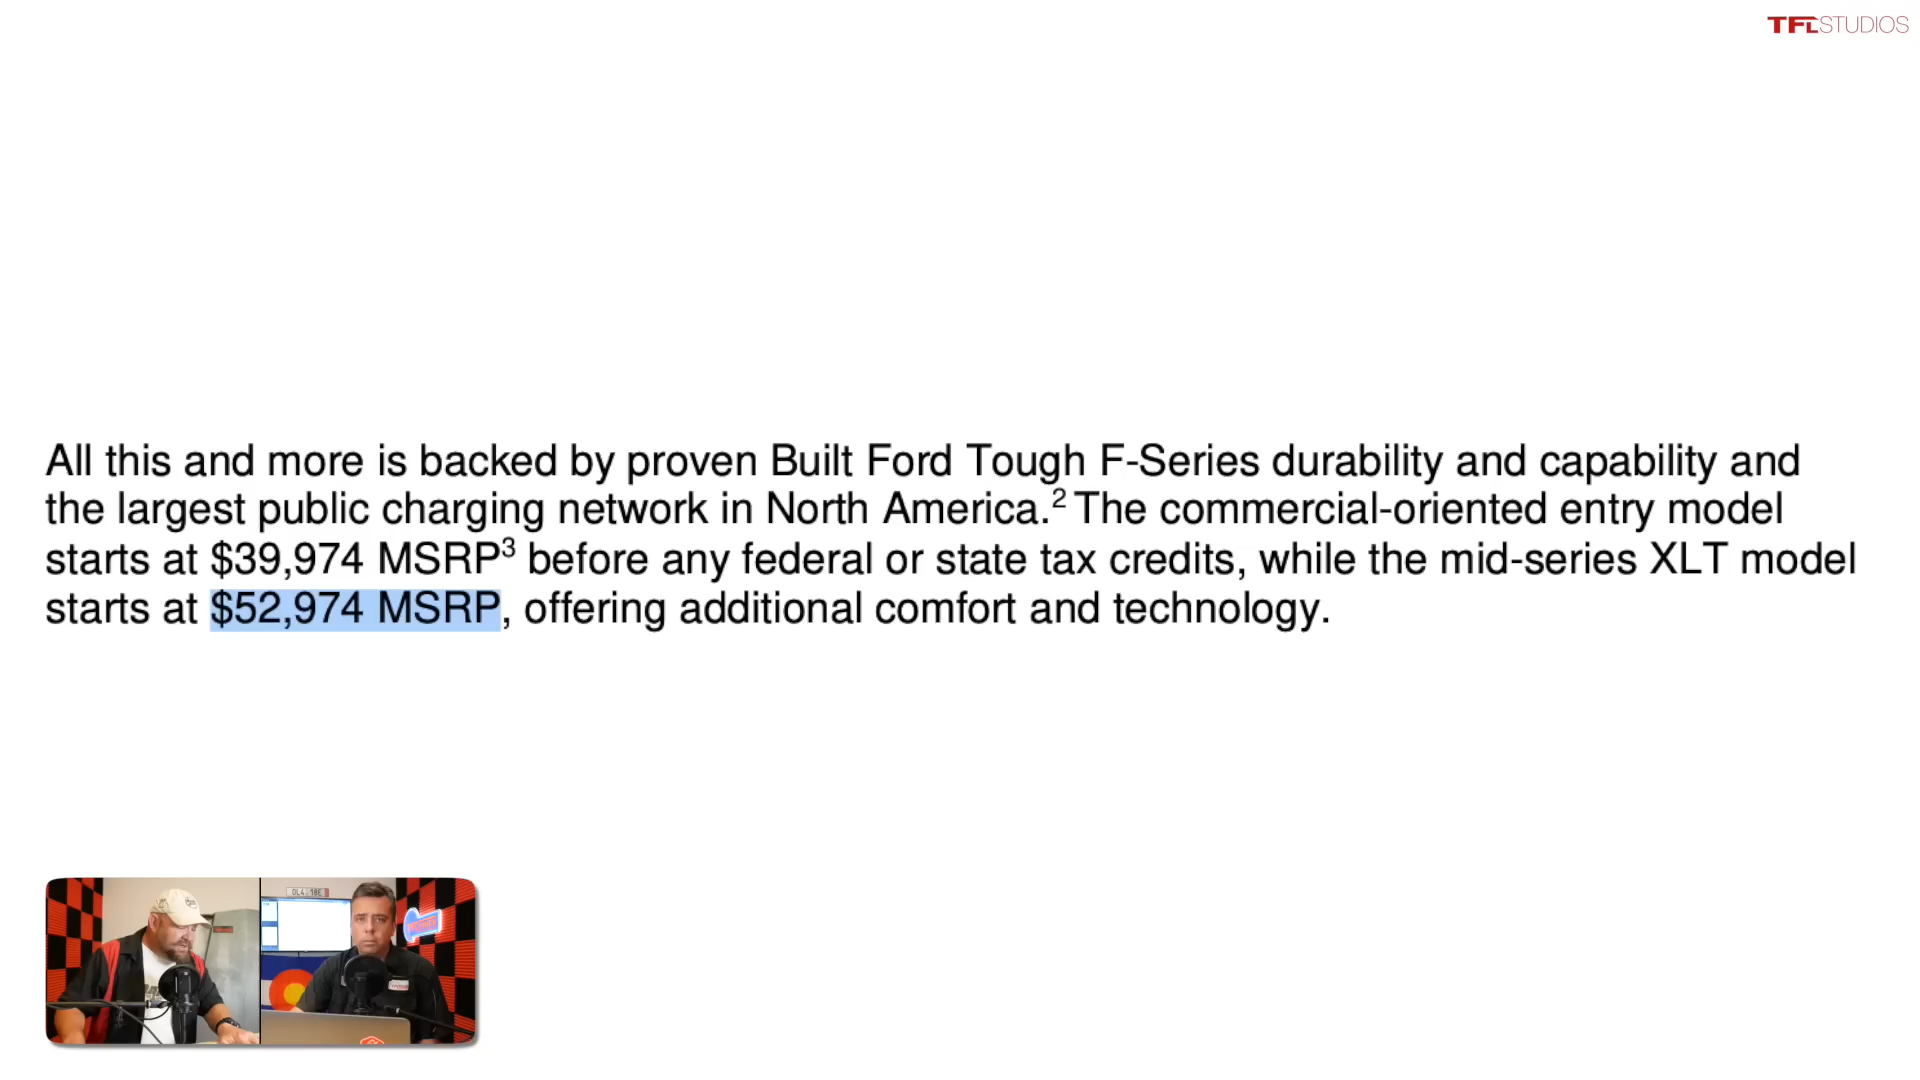 TFLSTUDIOS
All this and more is backed by proven Built Ford Tough F-Series durability and capability and
the largest public charging network in North America.² The commercial-oriented entry model
starts at $39,974 MSRP³ before any federal or state tax credits, while the mid-series XLT model
starts at $52,974 MSRP, offering additional comfort and technology.